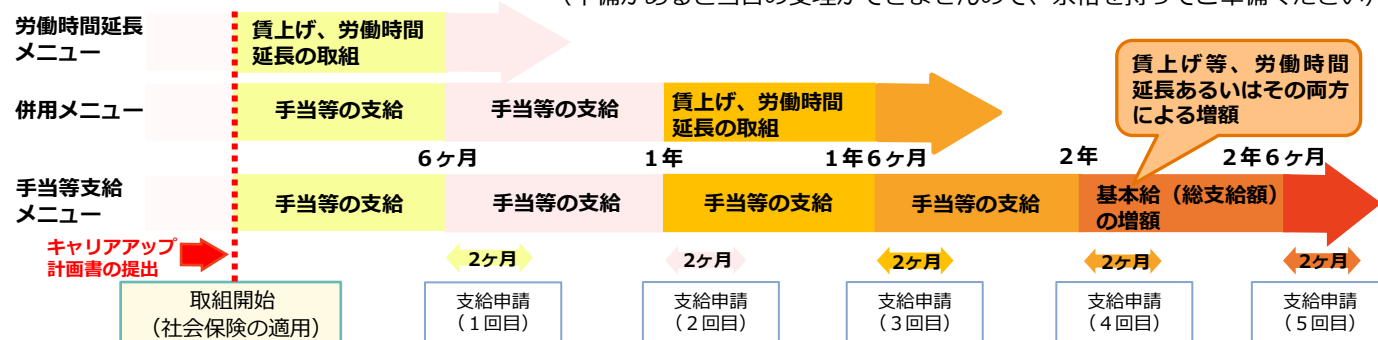 労働時間延長
メニュー
賃上げ、労働時間
延長の取組
賃上げ等、労働時間
延長あるいはその両方
による増額
併用メニュー
手当等の支給
手当等の支給
賃上げ、労働時間
延長の取組
6ヶ月
1年
1年6ヶ月
2年
2年6ヶ月
手当等支給
メニュー
手当等の支給
手当等の支給
手当等の支給
手当等の支給
基本給（総支給額）
の増額
キャリアアップ
計画書の提出
2ヶ月
2ヶ月
2ヶ月
2ヶ月
2ヶ月
取組開始
（社会保険の適用）
支給申請
（1回目）
支給申請
（2回目）
支給申請
（3回目）
支給申請
（4回目）
支給申請
（5回目）